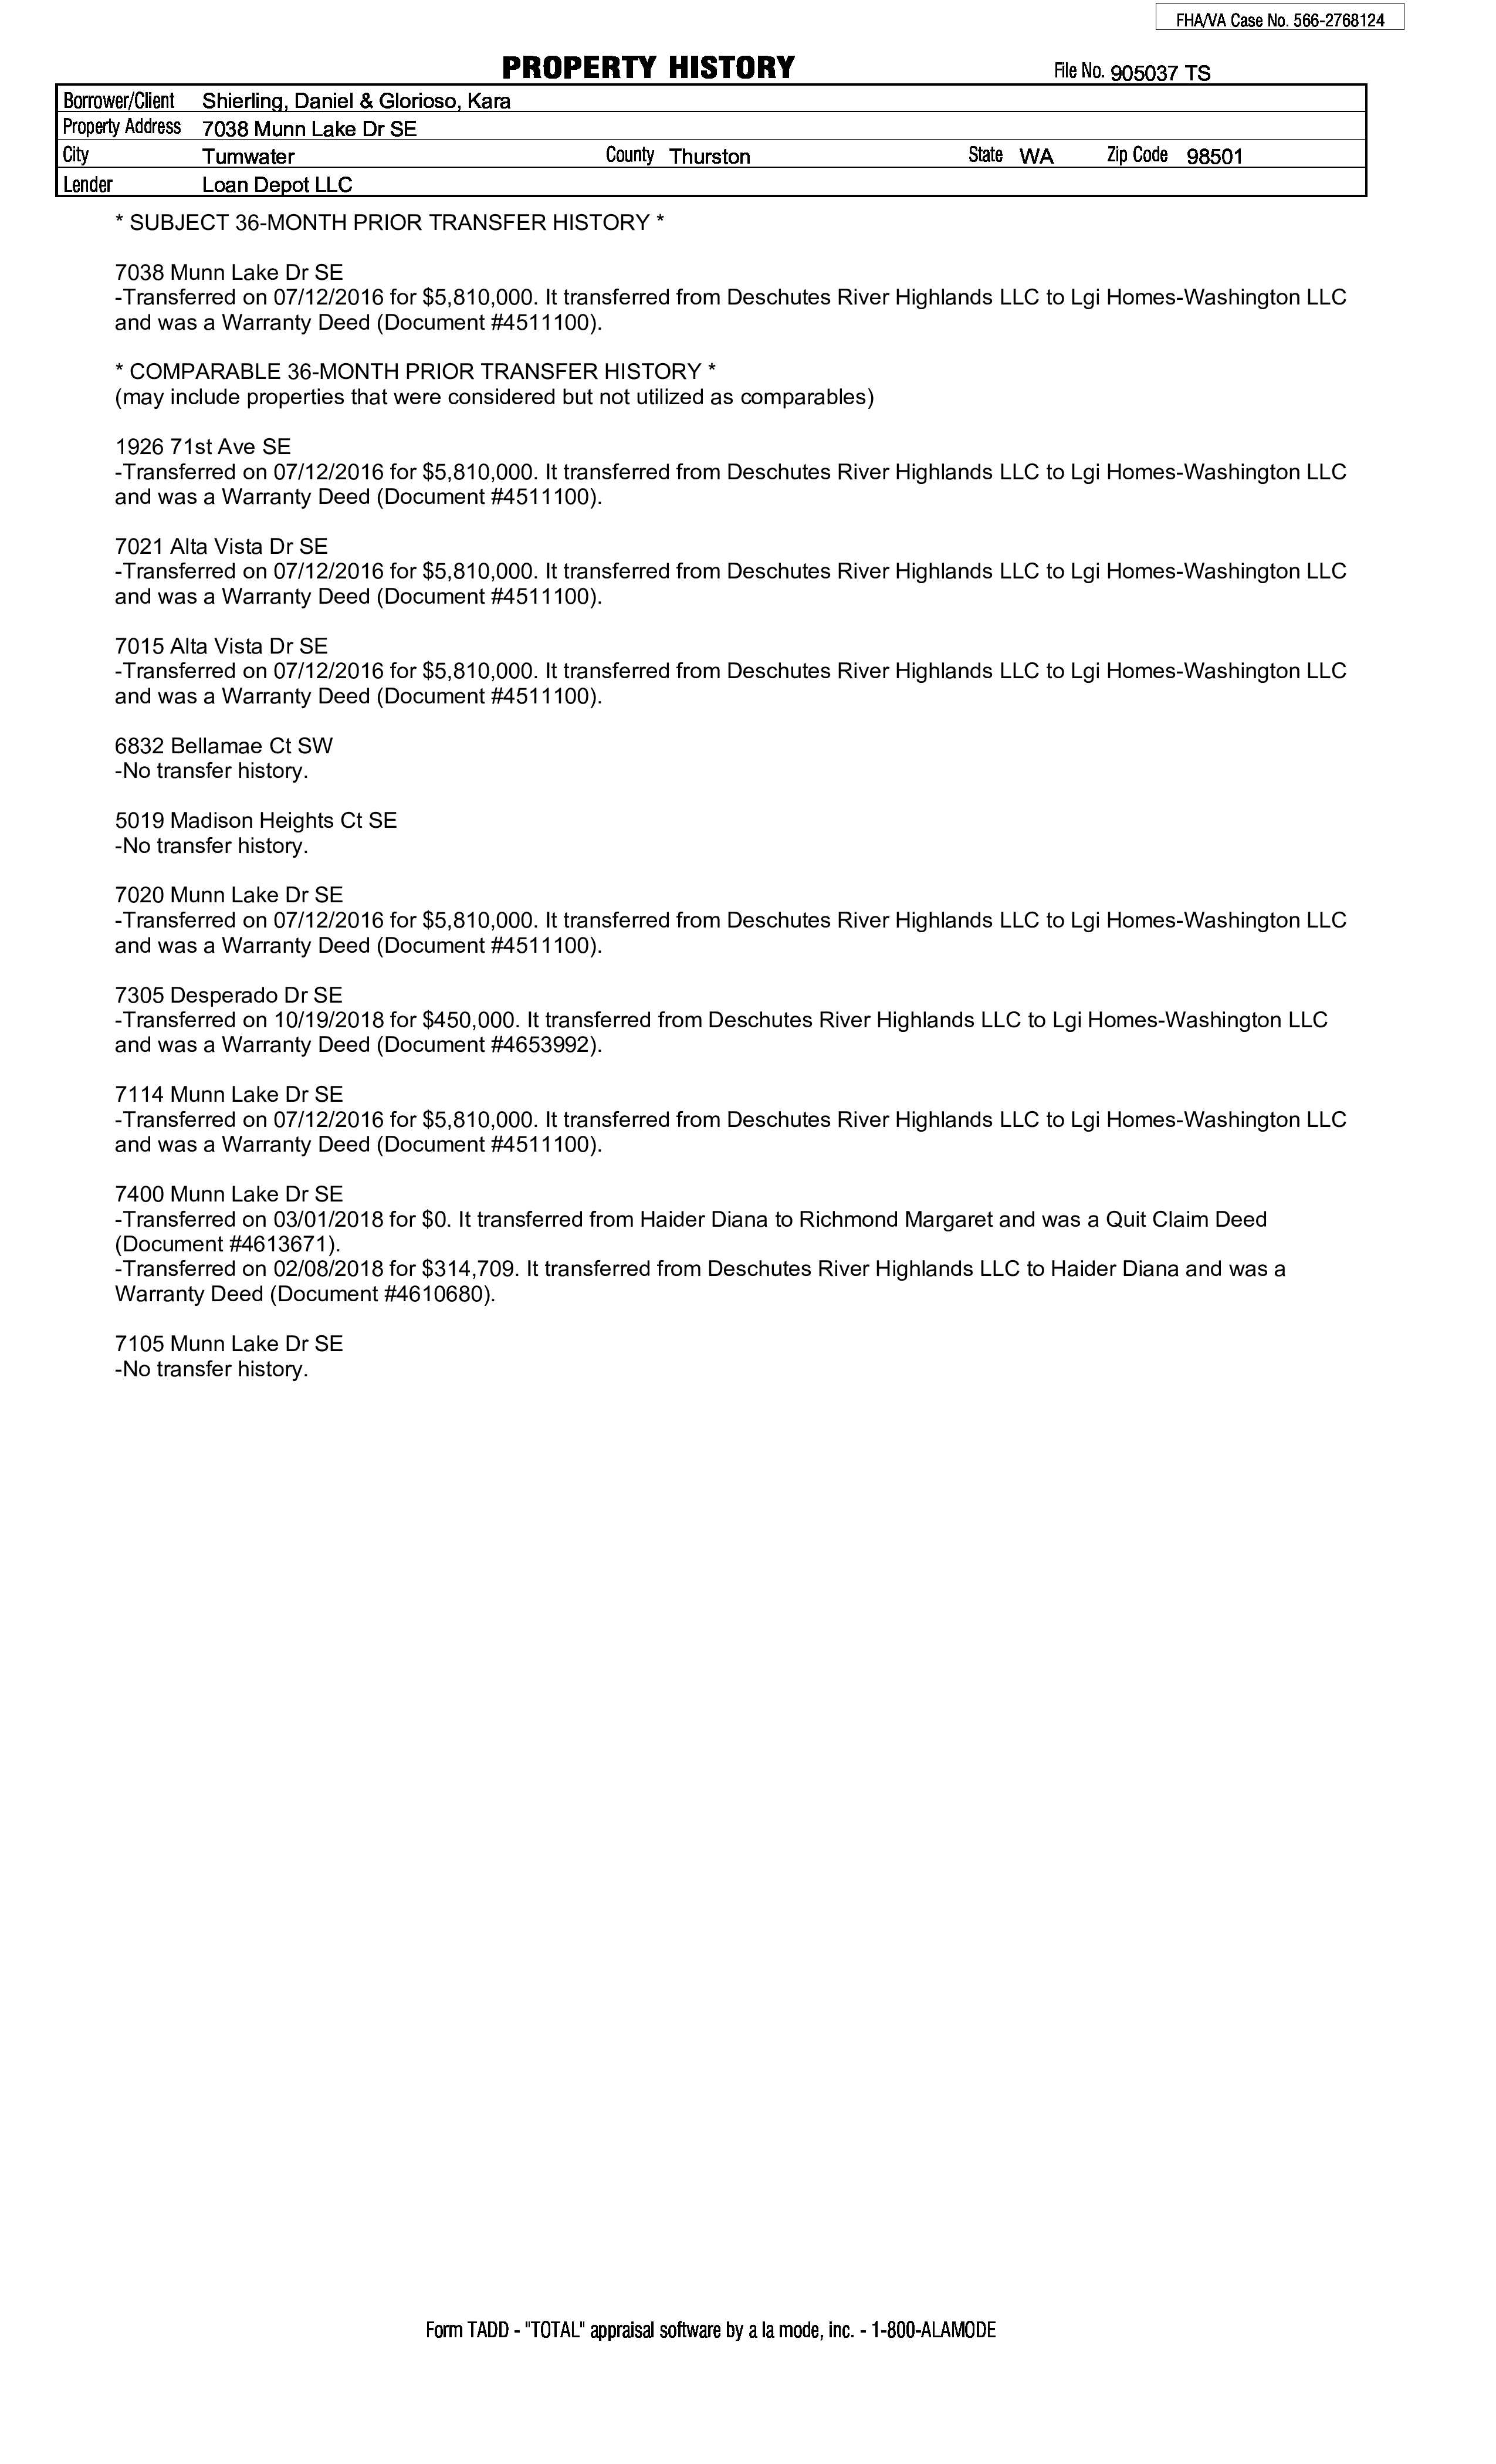 FHA/VA Case No. 566-2768124
PROPERTY HISTORY File No. 905037 TS
Borrower/Client Shierling, Daniel & Glorioso, Kara
Property Address 7038 Munn Lake Dr SE
City Tumwater County Thurston State WA Zip Code 98501
Lender Loan Depot LLC
* SUBJECT 36-MONTH PRIOR TRANSFER HISTORY *
7038 Munn Lake Dr SE
-Transferred on 07/12/2016 for $5,810,000. It transferred from Deschutes River Highlands LLC to Lgi Homes-Washington LLC
and was a Warranty Deed (Document #4511100).
* COMPARABLE 36-MONTH PRIOR TRANSFER HISTORY *
(may include properties that were considered but not utilized as comparables)
1926 71st Ave SE
-Transferred on 07/12/2016 for $5,810,000. It transferred from Deschutes River Highlands LLC to Lgi Homes-Washington LLC
and was a Warranty Deed (Document #4511100).
7021 Alta Vista Dr SE
-Transferred on 07/12/2016 for $5,810,000. It transferred from Deschutes River Highlands LLC to Lgi Homes-Washington LLC
and was a Warranty Deed (Document #4511100).
7015 Alta Vista Dr SE
-Transferred on 07/12/2016 for $5,810,000. It transferred from Deschutes River Highlands LLC to Lgi Homes-Washington LLC
and was a Warranty Deed (Document #4511100).
6832 Bellamae Ct SW
-No transfer history.
5019 Madison Heights Ct SE
-No transfer history.
7020 Munn Lake Dr SE
-Transferred on 07/12/2016 for $5,810,000. It transferred from Deschutes River Highlands LLC to Lgi Homes-Washington LLC
and was a Warranty Deed (Document #4511100).
7305 Desperado Dr SE
-Transferred on 10/19/2018 for $450,000. It transferred from Deschutes River Highlands LLC to Lgi Homes-Washington LLC
and was a Warranty Deed (Document #4653992).
7114 Munn Lake Dr SE
-Transferred on 07/12/2016 for $5,810,000. It transferred from Deschutes River Highlands LLC to Lgi Homes-Washington LLC
and was a Warranty Deed (Document #4511100).
7400 Munn Lake Dr SE
-Transferred on 03/01/2018 for $0. It transferred from Haider Diana to Richmond Margaret and was a Quit Claim Deed
(Document #4613671).
-Transferred on 02/08/2018 for $314,709. It transferred from Deschutes River Highlands LLC to Haider Diana and was a
Warranty Deed (Document #4610680).
7105 Munn Lake Dr SE
-No transfer history.
Form TADD - "TOTAL" appraisal software by a la mode, inc. - 1-800-ALAMODE